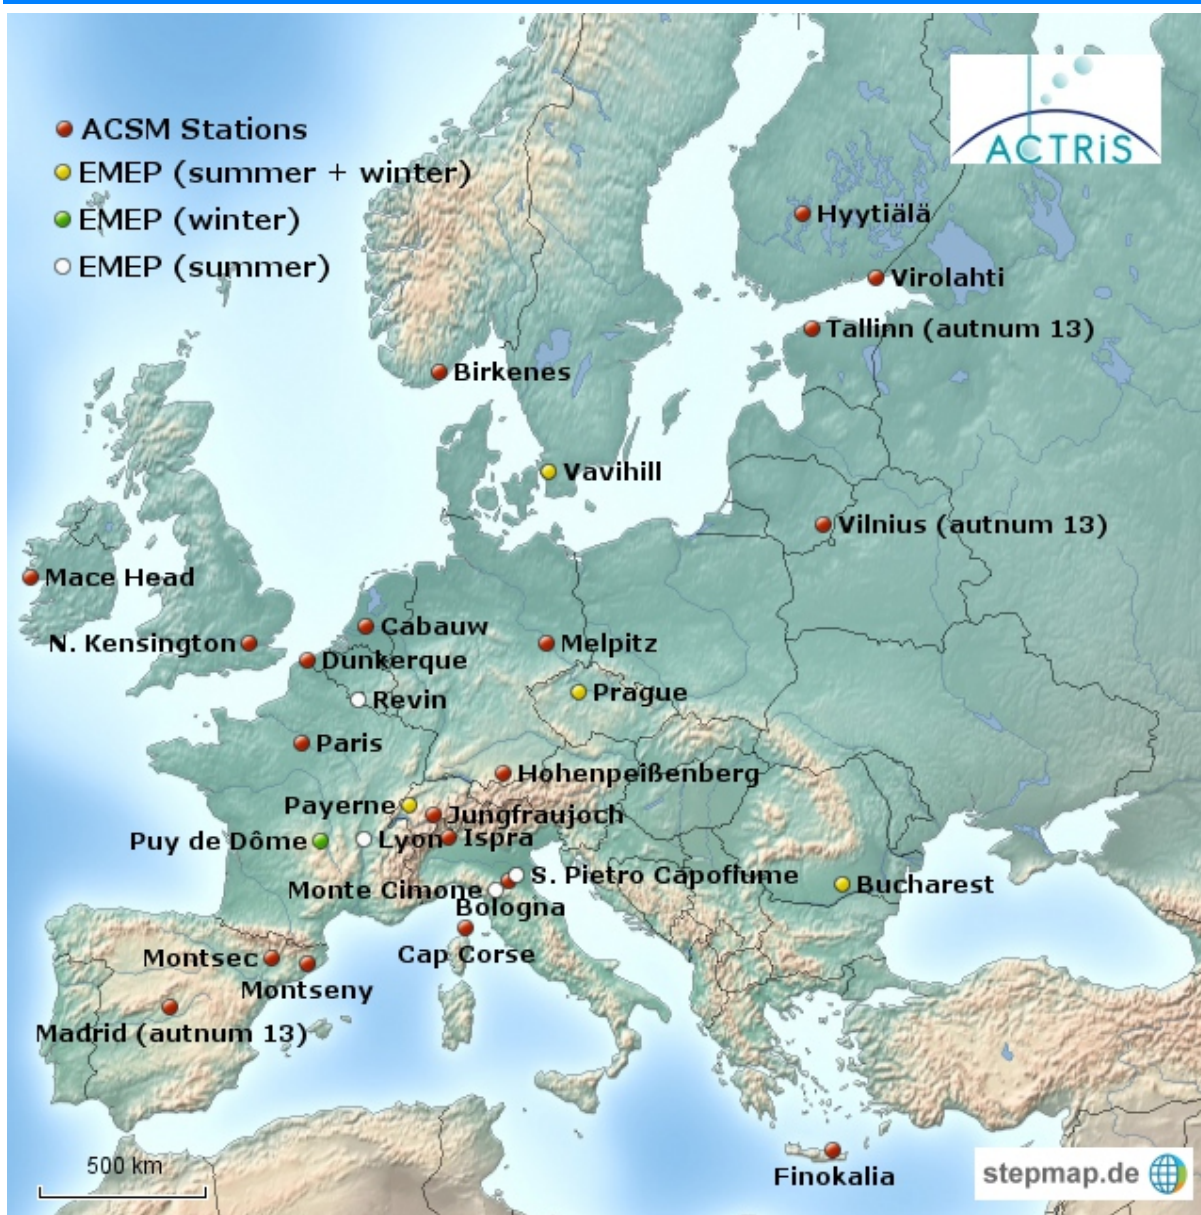 ACTRiS
ACSM Stations
EMEP (summer + winter)
EMEP (winter)
EMEP (summer)
Hyytiälä
Virolahti
Tallinn (autnum 13)
Birkenes
Vavihill
Vilnius (autnum 13)
Mace Head
Cabauw
N. Kensington
Melpitz
Dunkerque
Prague
Revin
Paris
Hohenpeißenberg
Payerne
Jungfraujoch
Puy de Dôme
Lyon
Ispra
S. Pietro Capofiume
Bucharest
Monte Cimone
Bologna
Cap Corse
Montsec
Montseny
Madrid (autnum 13)
500 km
Finokalia
stepmap.de